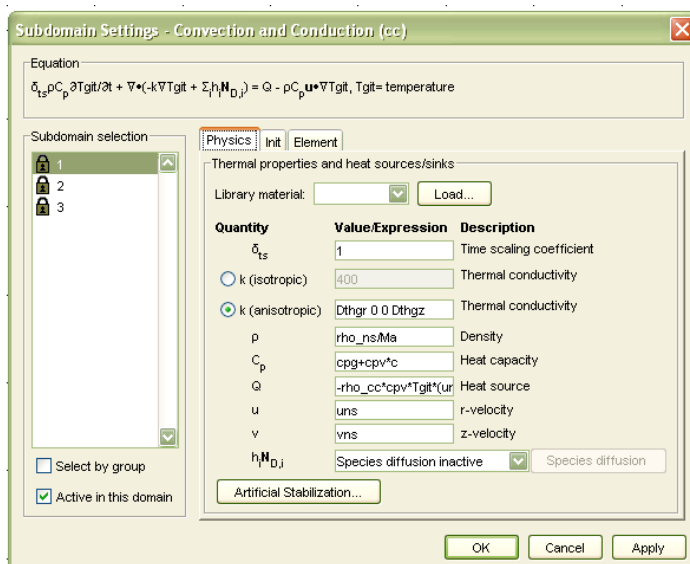 Subdomain Settings - Convection and Conduction (cc)
Equation
δtsρCp∂Tgit/∂t + ∇•(-k∇Tgit + ΣihiND,i) = Q - ρCpu•∇Tgit, Tgit= temperature
Subdomain selection
1
2
3
Select by group
Active in this domain
Physics Init Element
Thermal properties and heat sources/sinks
Library material: Load...
Quantity Value/Expression Description
δts 1 Time scaling coefficient
k (isotropic) 400 Thermal conductivity
k (anisotropic) Dthgr 0 0 Dthgz Thermal conductivity
ρ rho_ns/Ma Density
Cp cpg+cpv*c Heat capacity
Q -rho_cc*cpv*Tgit*(ur Heat source
u uns r-velocity
v vns z-velocity
hiND,i Species diffusion inactive Species diffusion
Artificial Stabilization...
OK Cancel Apply